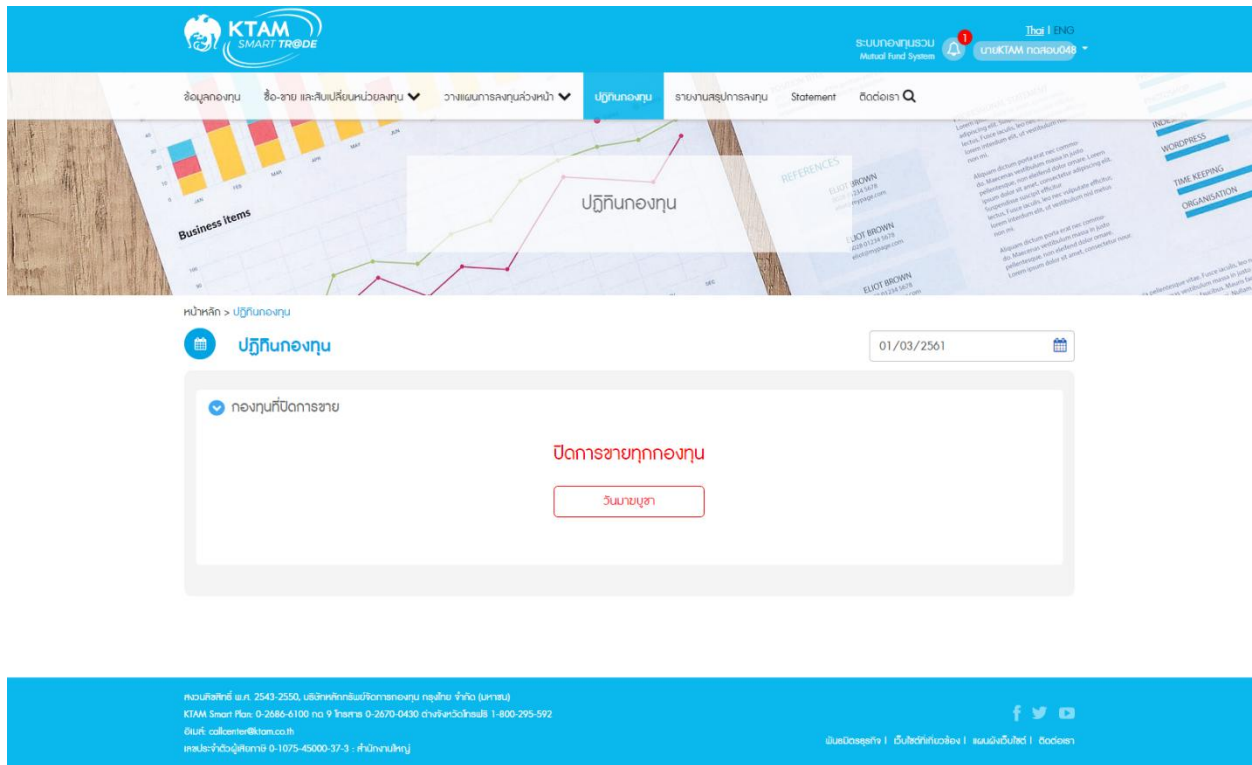 KTAM
SMART TR@DE
Thai | ENG
ระบบกองทุนรวม
Mutual Fund System
1
นายKTAM ทดสอบ048
ข้อมูลกองทุน ซื้อ-ขาย และสับเปลี่ยนหน่วยลงทุน วางแผนการลงทุนล่วงหน้า ปฏิทินกองทุน รายงานสรุปการลงทุน Statement ติดต่อเรา
Business items
JAN FEB MAR APR MAY JUN
REFERENCES
ปฏิทินกองทุน
ELIOT BROWN
ELIOT BROWN
WORDPRESS
TIME KEEPING
ORGANISATION
หน้าหลัก > ปฏิทินกองทุน
ปฏิทินกองทุน
01/03/2561
กองทุนที่ปิดการขาย
ปิดการขายทุกกองทุน
วันมาฆบูชา
สงวนลิขสิทธิ์ พ.ศ. 2543-2550, บริษัทหลักทรัพย์จัดการกองทุน กรุงไทย จำกัด (มหาชน)
KTAM Smart Plan: 0-2686-6100 กด 9 โทรสาร 0-2670-0430 ต่างจังหวัดโทรฟรี 1-800-295-592
อีเมล์: callcenter@ktam.co.th
เลขประจำตัวผู้เสียภาษี 0-1075-45000-37-3 : สำนักงานใหญ่
พันธมิตรธุรกิจ | เว็บไซต์ที่เกี่ยวข้อง | แผนผังเว็บไซต์ | ติดต่อเรา